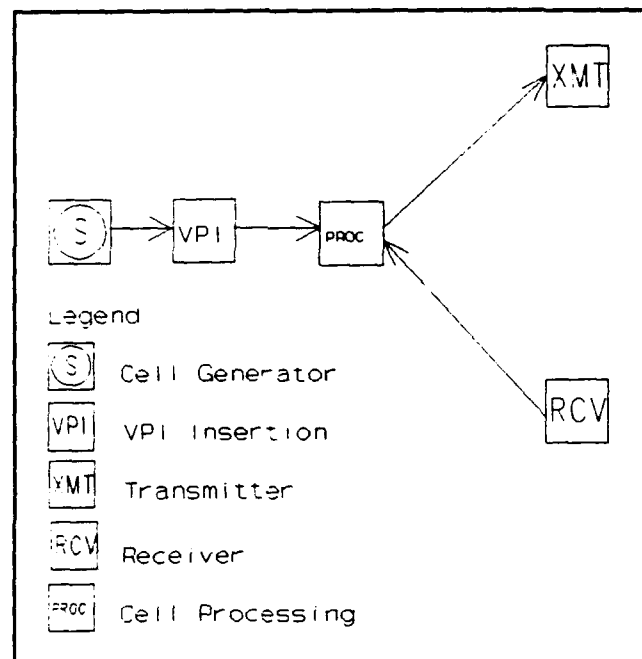 XMT
S
VPI
PROC
RCV
Legend
S Cell Generator
VPI VPI Insertion
XMT Transmitter
RCV Receiver
PROC Cell Processing